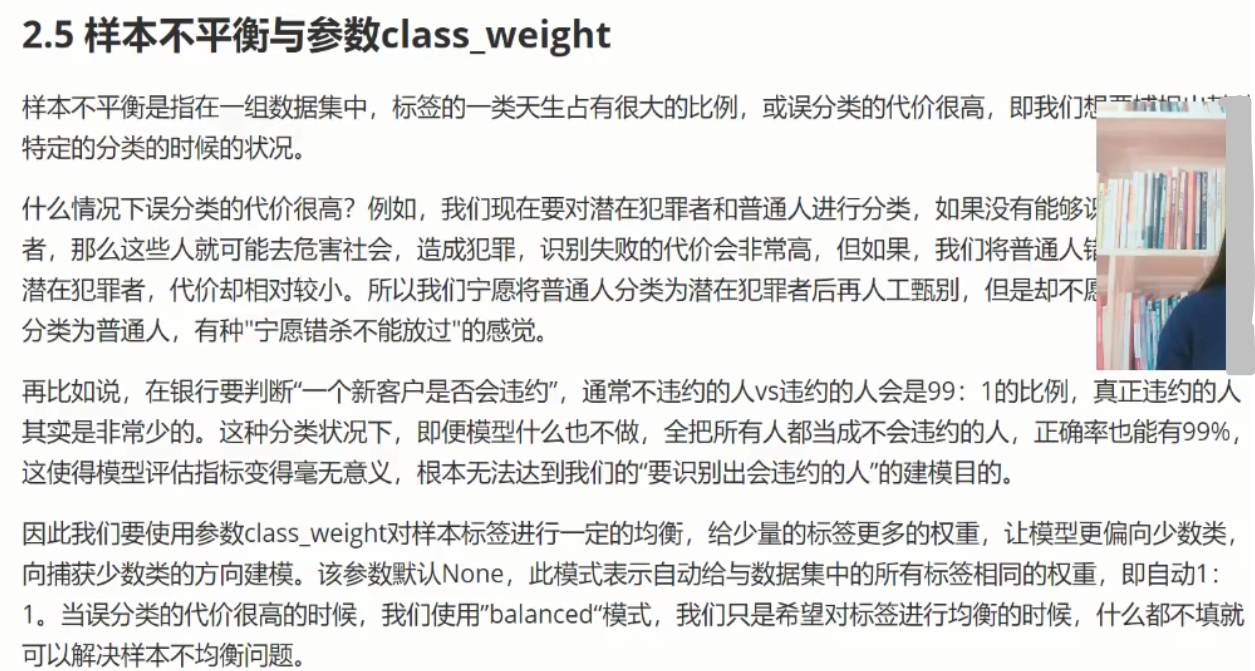 2.5 样本不平衡与参数class_weight
样本不平衡是指在一组数据集中，标签的一类天生占有很大的比例，或误分类的代价很高，即我们想要
特定的分类的时候的状况。
什么情况下误分类的代价很高？例如，我们现在要对潜在犯罪者和普通人进行分类，如果没有能够
者，那么这些人就可能去危害社会，造成犯罪，识别失败的代价会非常高，但如果，我们将普通人
潜在犯罪者，代价却相对较小。所以我们宁愿将普通人分类为潜在犯罪者后再人工甄别，但是却不愿
分类为普通人，有种"宁愿错杀不能放过"的感觉。
再比如说，在银行要判断“一个新客户是否会违约”，通常不违约的人vs违约的人会是99：1的比例，真正违约的人
其实是非常少的。这种分类状况下，即便模型什么也不做，全把所有人都当成不会违约的人，正确率也能有99%，
这使得模型评估指标变得毫无意义，根本无法达到我们的“要识别出会违约的人”的建模目的。
因此我们要使用参数class_weight对样本标签进行一定的均衡，给少量的标签更多的权重，让模型更偏向少数类，
向捕获少数类的方向建模。该参数默认None，此模式表示自动给与数据集中的所有标签相同的权重，即自动1：
1。当误分类的代价很高的时候，我们使用”balanced“模式，我们只是希望对标签进行均衡的时候，什么都不填就
可以解决样本不均衡问题。